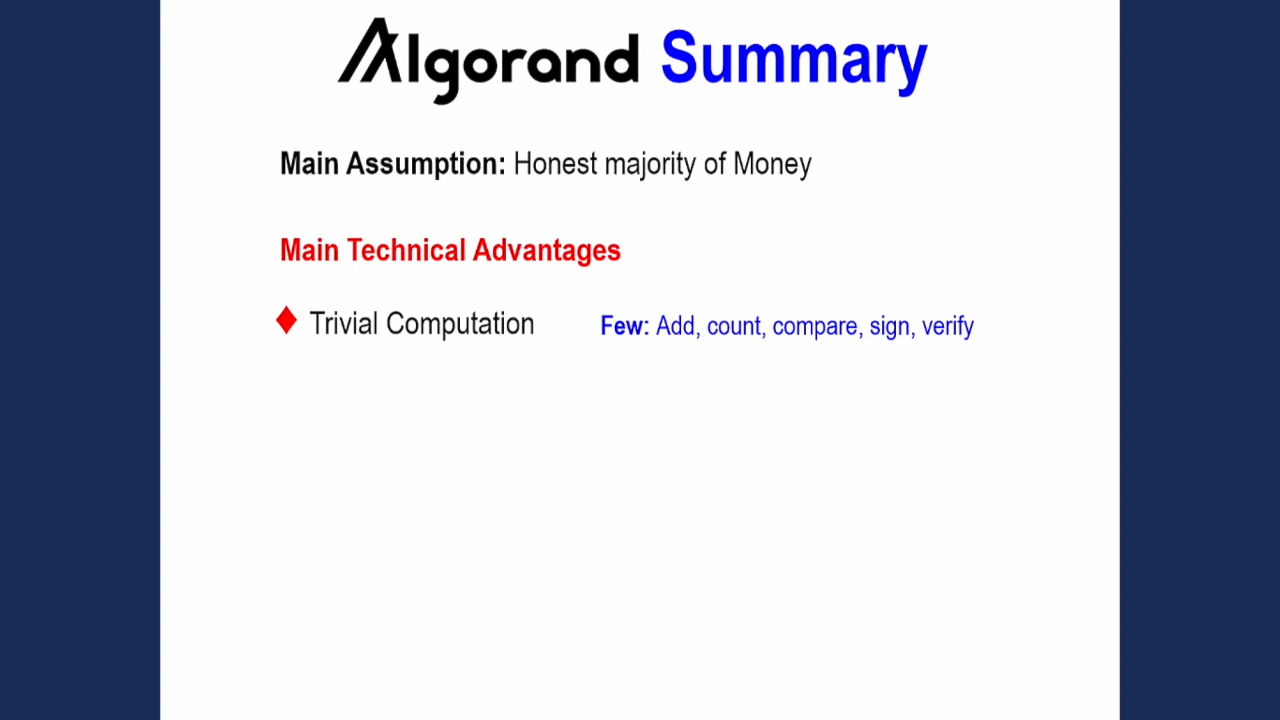 Algorand Summary
Main Assumption: Honest majority of Money
Main Technical Advantages
Trivial Computation Few: Add, count, compare, sign, verify